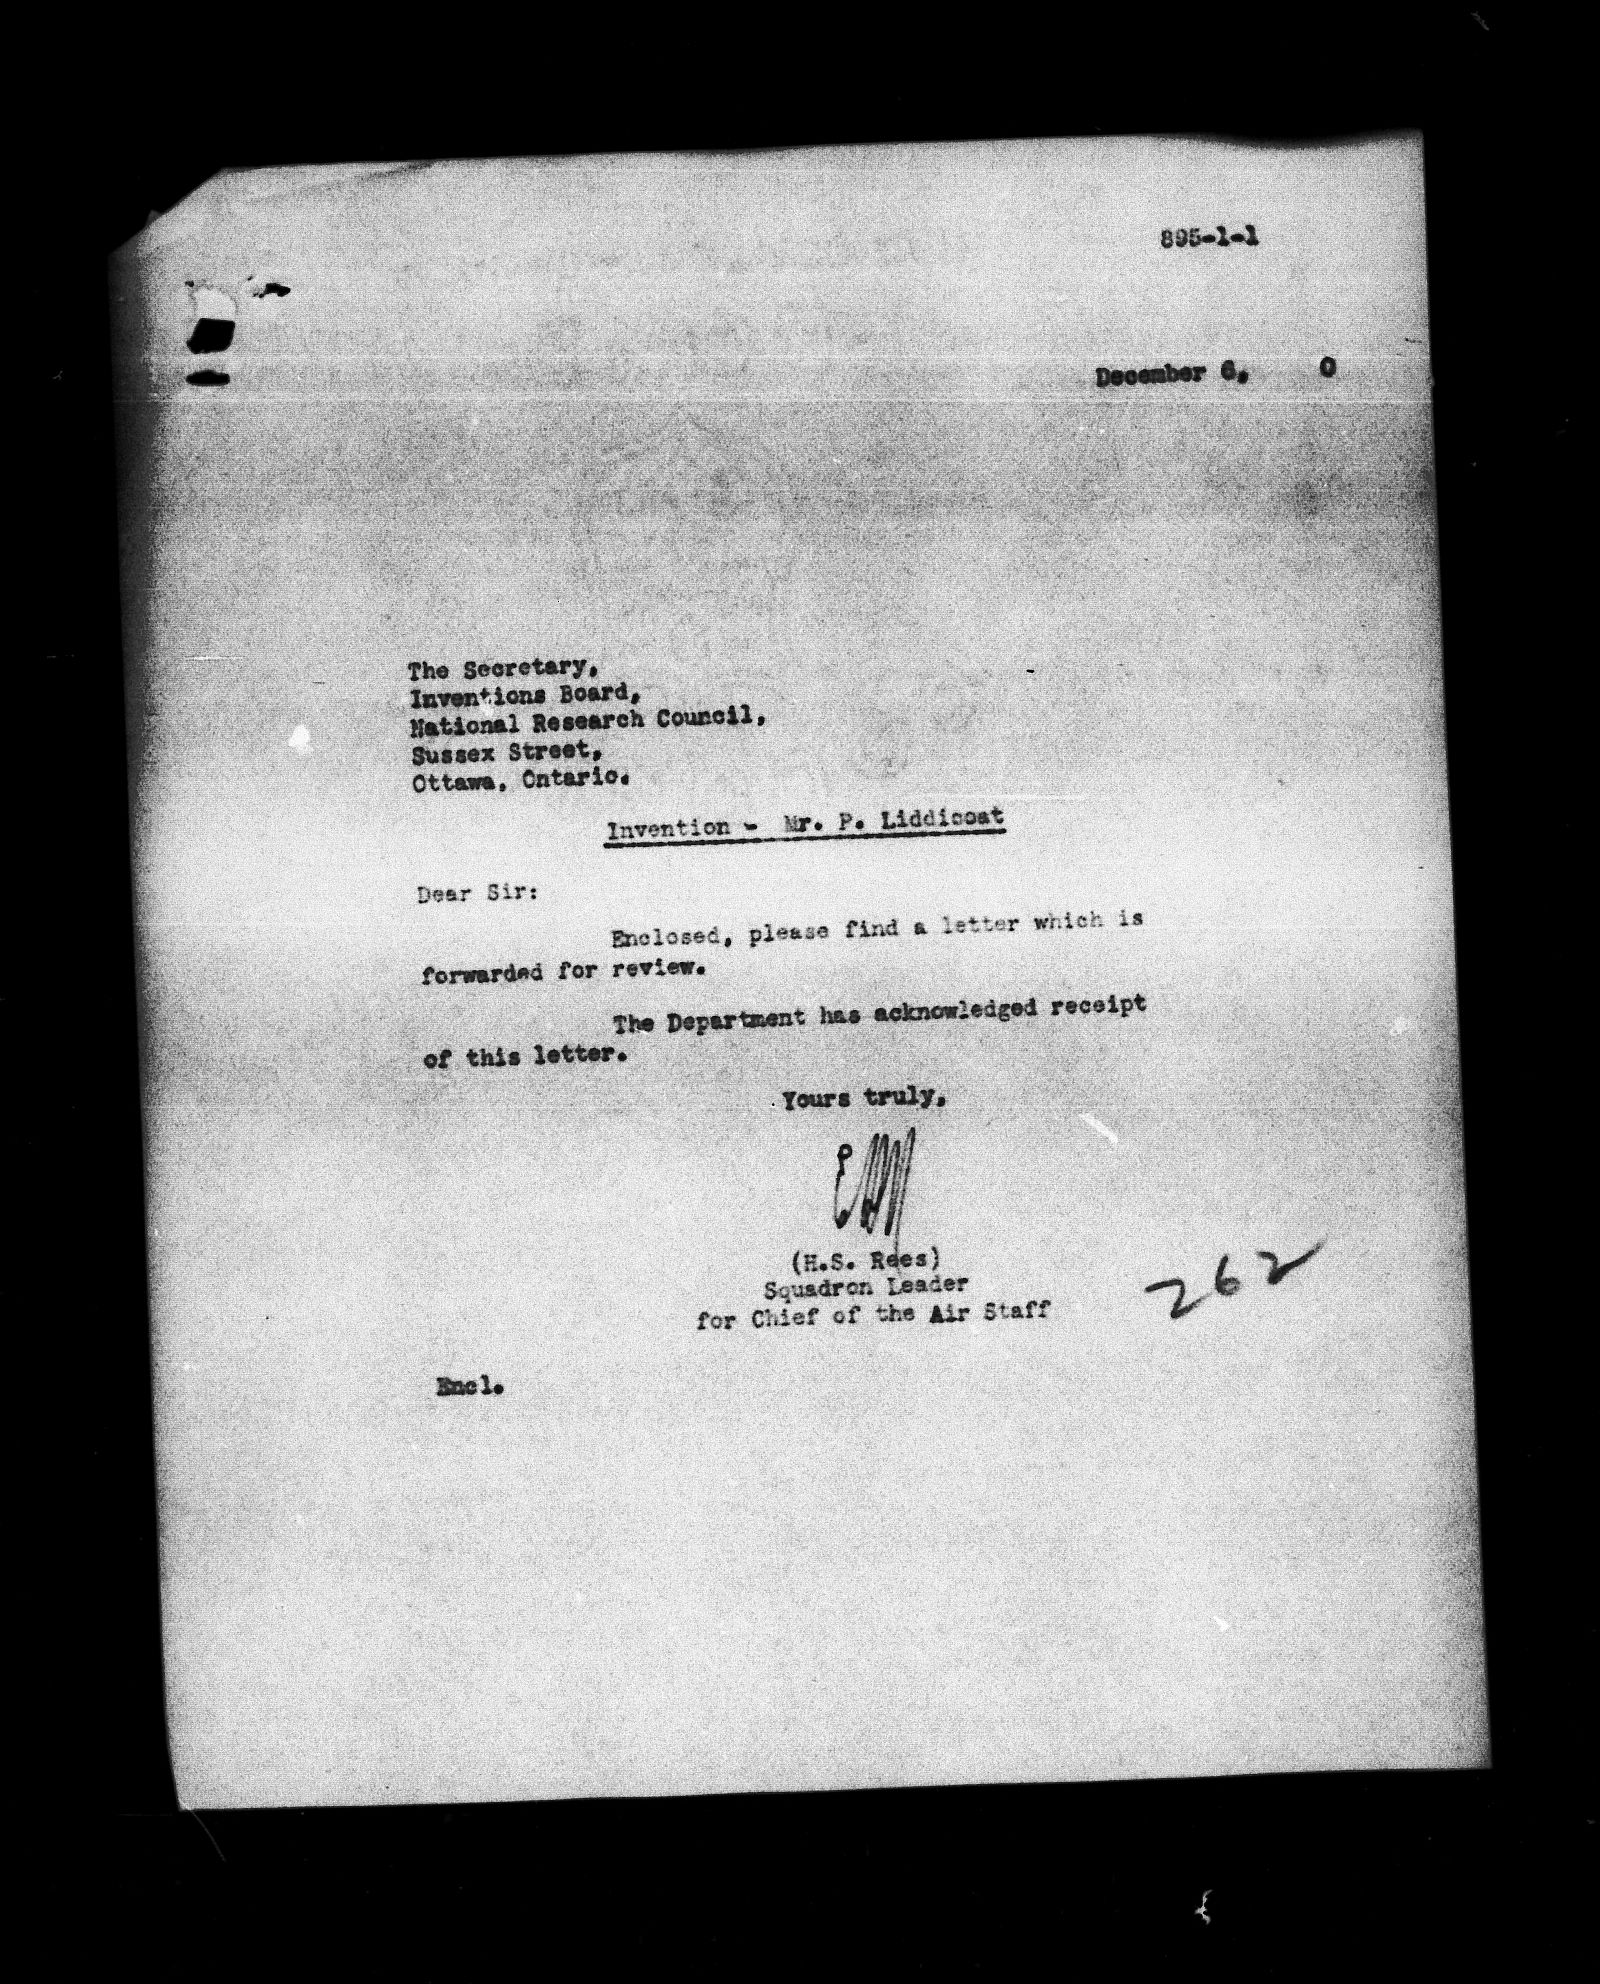 895-1-1
December 6, 0
The Secretary,
Inventions Board,
National Research Council,
Sussex Street,
Ottawa, Ontario.
Invention - Mr. P. Liddicoat
Dear Sir:
Enclosed, please find a letter which is
forwarded for review.
The Department has acknowledged receipt
of this letter.
Yours truly,
(H.S. Rees)
Squadron Leader
for Chief of the Air Staff
262
Encl.